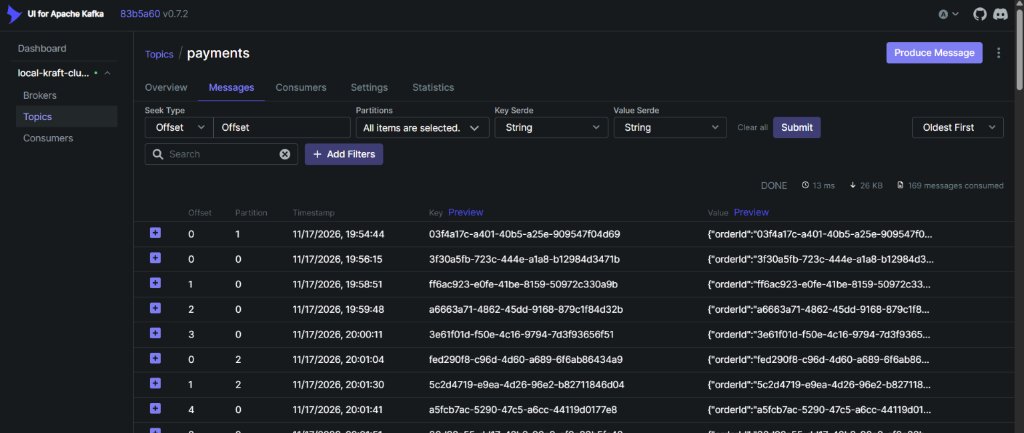 UI for Apache Kafka 83b5a60 v0.7.2
A
Dashboard
local-kraft-clu...
Brokers
Topics
Consumers
Topics / payments
Produce Message
Overview Messages Consumers Settings Statistics
Seek Type Partitions Key Serde Value Serde
Offset Offset All items are selected. String String Clear all Submit Oldest First
Search + Add Filters
DONE 13 ms 26 KB 169 messages consumed
Offset Partition Timestamp Key Preview Value Preview
0 1 11/17/2026, 19:54:44 03f4a17c-a401-40b5-a25e-909547f04d69 {"orderId":"03f4a17c-a401-40b5-a25e-909547f0...
0 0 11/17/2026, 19:56:15 3f30a5fb-723c-444e-a1a8-b12984d3471b {"orderId":"3f30a5fb-723c-444e-a1a8-b12984d3...
1 0 11/17/2026, 19:58:51 ff6ac923-e0fe-41be-8159-50972c330a9b {"orderId":"ff6ac923-e0fe-41be-8159-50972c33...
2 0 11/17/2026, 19:59:48 a6663a71-4862-45dd-9168-879c1f84d32b {"orderId":"a6663a71-4862-45dd-9168-879c1f8...
3 0 11/17/2026, 20:00:11 3e61f01d-f50e-4c16-9794-7d3f93656f51 {"orderId":"3e61f01d-f50e-4c16-9794-7d3f9365...
0 2 11/17/2026, 20:01:04 fed290f8-c96d-4d60-a689-6f6ab86434a9 {"orderId":"fed290f8-c96d-4d60-a689-6f6ab86...
1 2 11/17/2026, 20:01:30 5c2d4719-e9ea-4d26-96e2-b82711846d04 {"orderId":"5c2d4719-e9ea-4d26-96e2-b827118...
4 0 11/17/2026, 20:01:41 a5fcb7ac-5290-47c5-a6cc-44119d0177e8 {"orderId":"a5fcb7ac-5290-47c5-a6cc-44119d01...